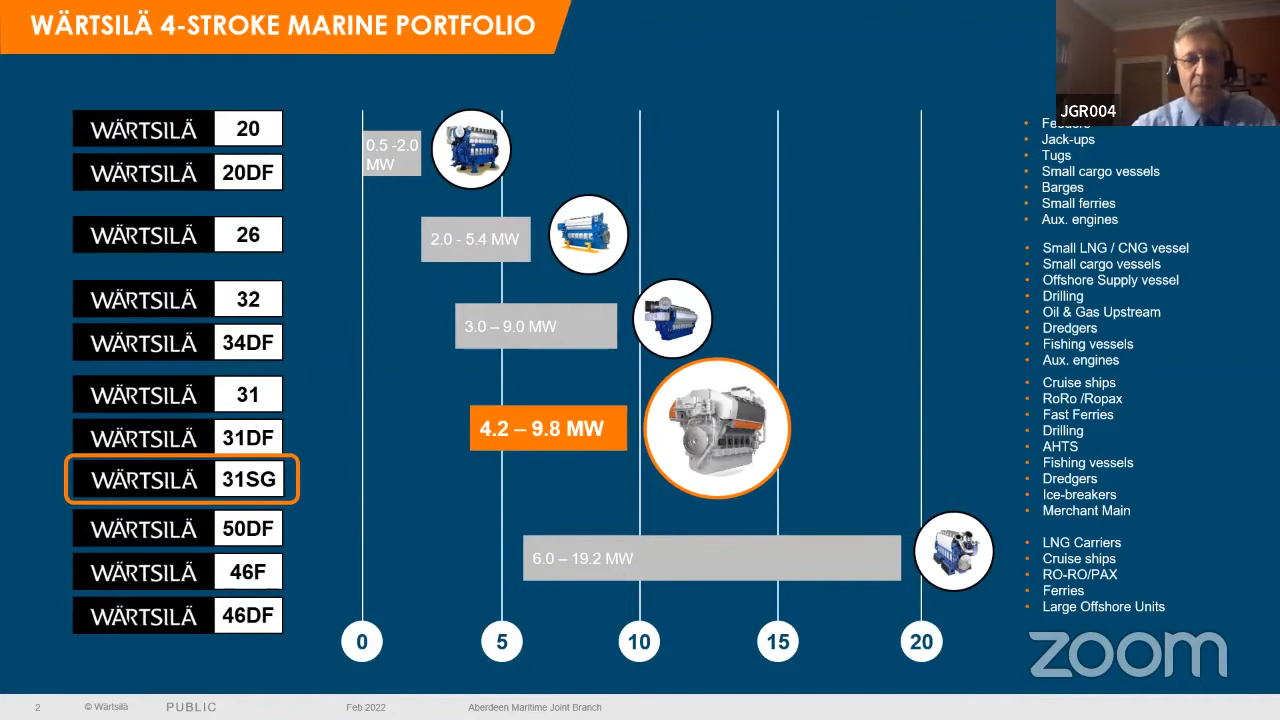 WÄRTSILÄ 4-STROKE MARINE PORTFOLIO
JGR004
WÄRTSILÄ 20
WÄRTSILÄ 20DF
0.5 -2.0
MW
Feeders
Jack-ups
Tugs
Small cargo vessels
Barges
Small ferries
Aux. engines
WÄRTSILÄ 26
2.0 - 5.4 MW
Small LNG / CNG vessel
Small cargo vessels
Offshore Supply vessel
Drilling
Oil & Gas Upstream
Dredgers
Fishing vessels
Aux. engines
WÄRTSILÄ 32
WÄRTSILÄ 34DF
3.0 – 9.0 MW
WÄRTSILÄ 31
WÄRTSILÄ 31DF
WÄRTSILÄ 31SG
4.2 – 9.8 MW
Cruise ships
RoRo /Ropax
Fast Ferries
Drilling
AHTS
Fishing vessels
Dredgers
Ice-breakers
Merchant Main
WÄRTSILÄ 50DF
WÄRTSILÄ 46F
WÄRTSILÄ 46DF
6.0 – 19.2 MW
LNG Carriers
Cruise ships
RO-RO/PAX
Ferries
Large Offshore Units
0 5 10 15 20
zoom
2 © Wärtsilä PUBLIC Feb 2022 Aberdeen Maritime Joint Branch